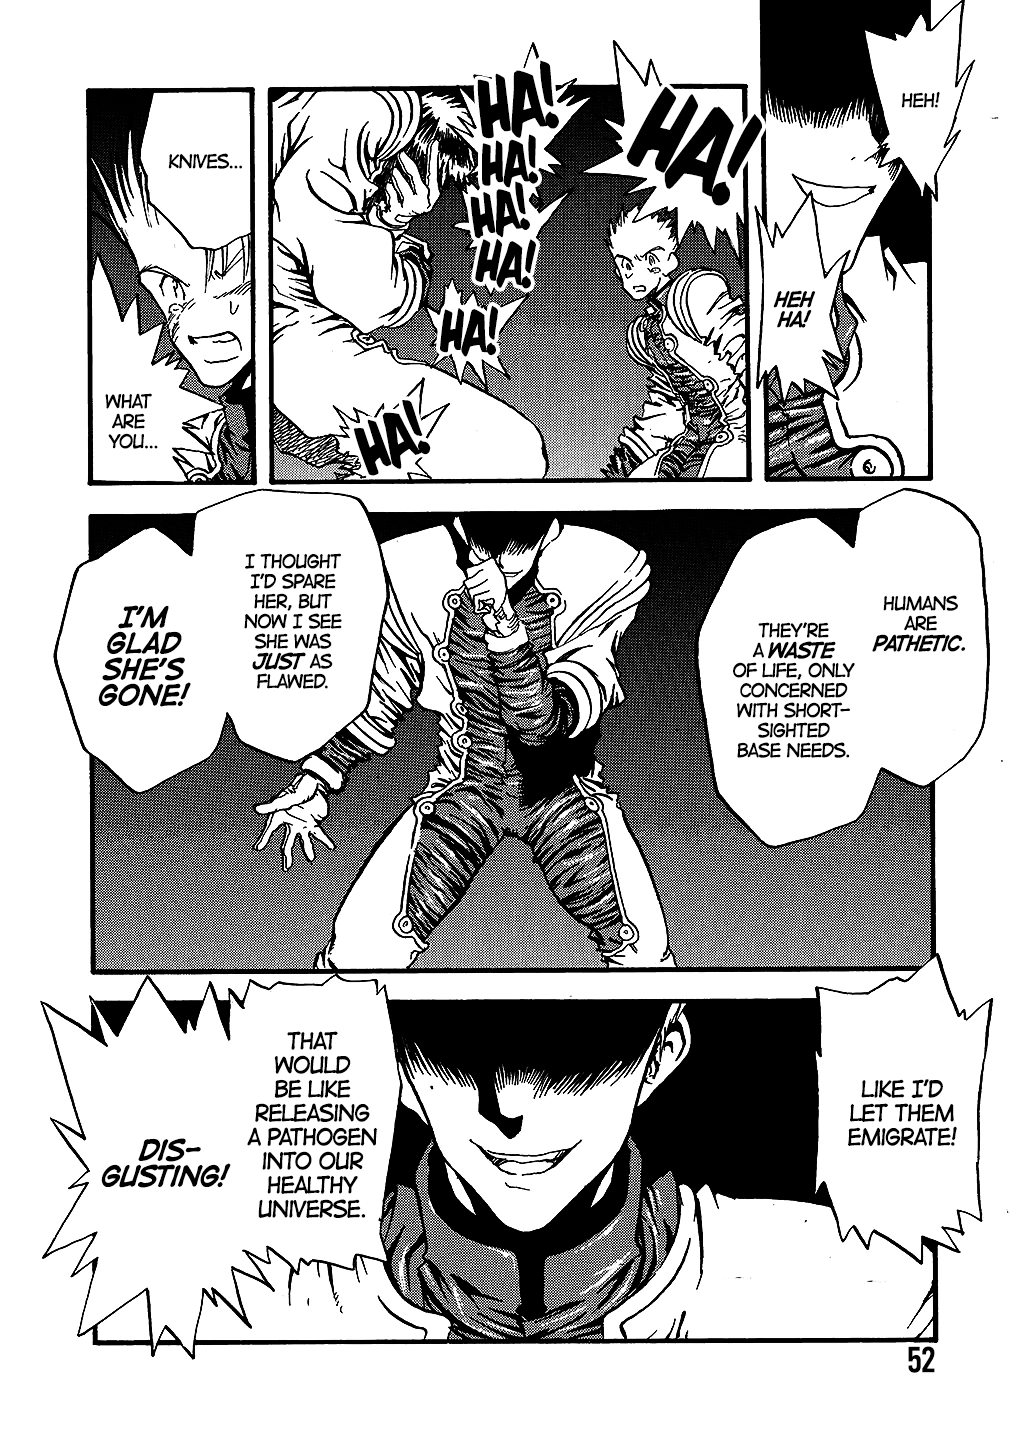 HEH!
HEH
HA!
HA!
HA!
HA!
HA!
HA!
HA!
HA!
KNIVES...
WHAT
ARE
YOU...
HUMANS
ARE
PATHETIC.
THEY'RE
A WASTE
OF LIFE, ONLY
CONCERNED
WITH SHORT-
SIGHTED
BASE NEEDS.
I THOUGHT
I'D SPARE
HER, BUT
NOW I SEE
SHE WAS
JUST AS
FLAWED.
I'M
GLAD
SHE'S
GONE!
LIKE I'D
LET THEM
EMIGRATE!
THAT
WOULD
BE LIKE
RELEASING
A PATHOGEN
INTO OUR
HEALTHY
UNIVERSE.
DIS-
GUSTING!
52